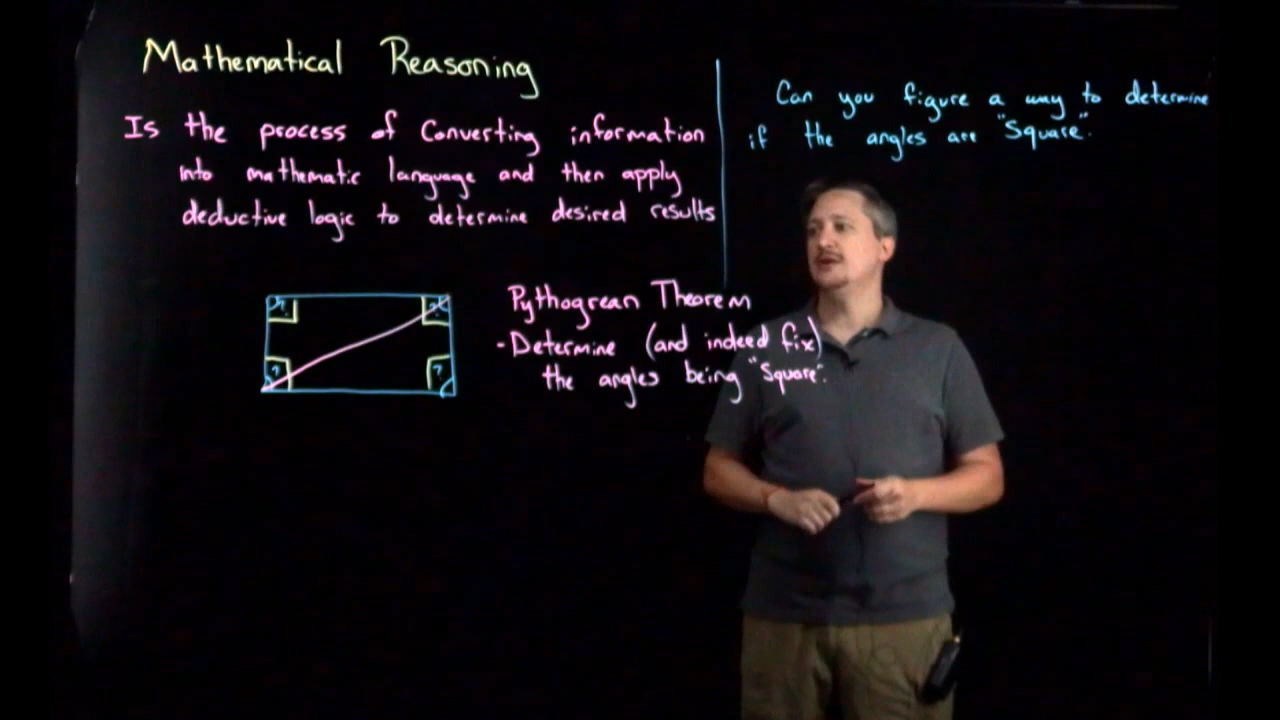 Mathematical Reasoning
Is the process of Converting information
into mathematic language and then apply
deductive logic to determine desired results
Can you figure a way to determine
if the angles are "Square".
?
?
?
?
Pythogrean Theorem
- Determine (and indeed fix)
the angles being "Square".